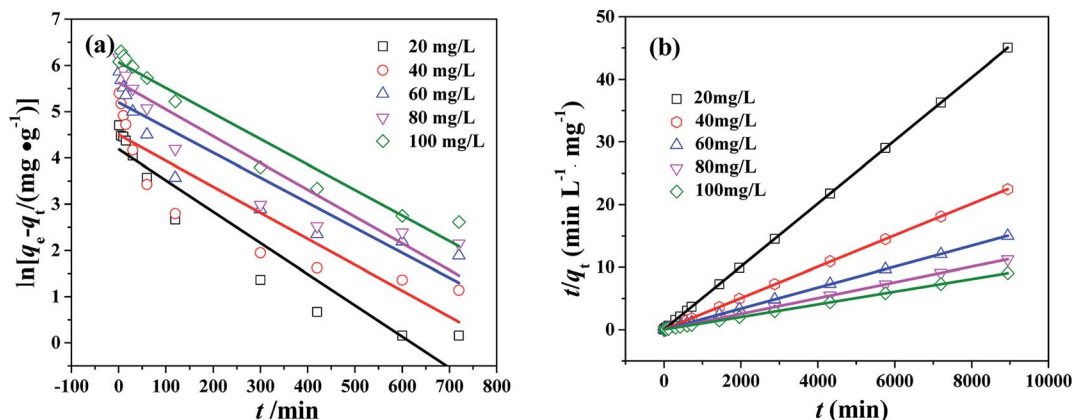 (a)
20 mg/L
40 mg/L
60 mg/L
80 mg/L
100 mg/L
ln[qe-qt/(mg •g-1)]
6
5
4
3
2
1
0
-100 0 100 200 300 400 500 600 700 800
t /min
(b)
20mg/L
40mg/L
60mg/L
80mg/L
100mg/L
t/qt (min L-1· mg-1)
50
40
30
20
10
0
0 2000 4000 6000 8000 10000
t (min)